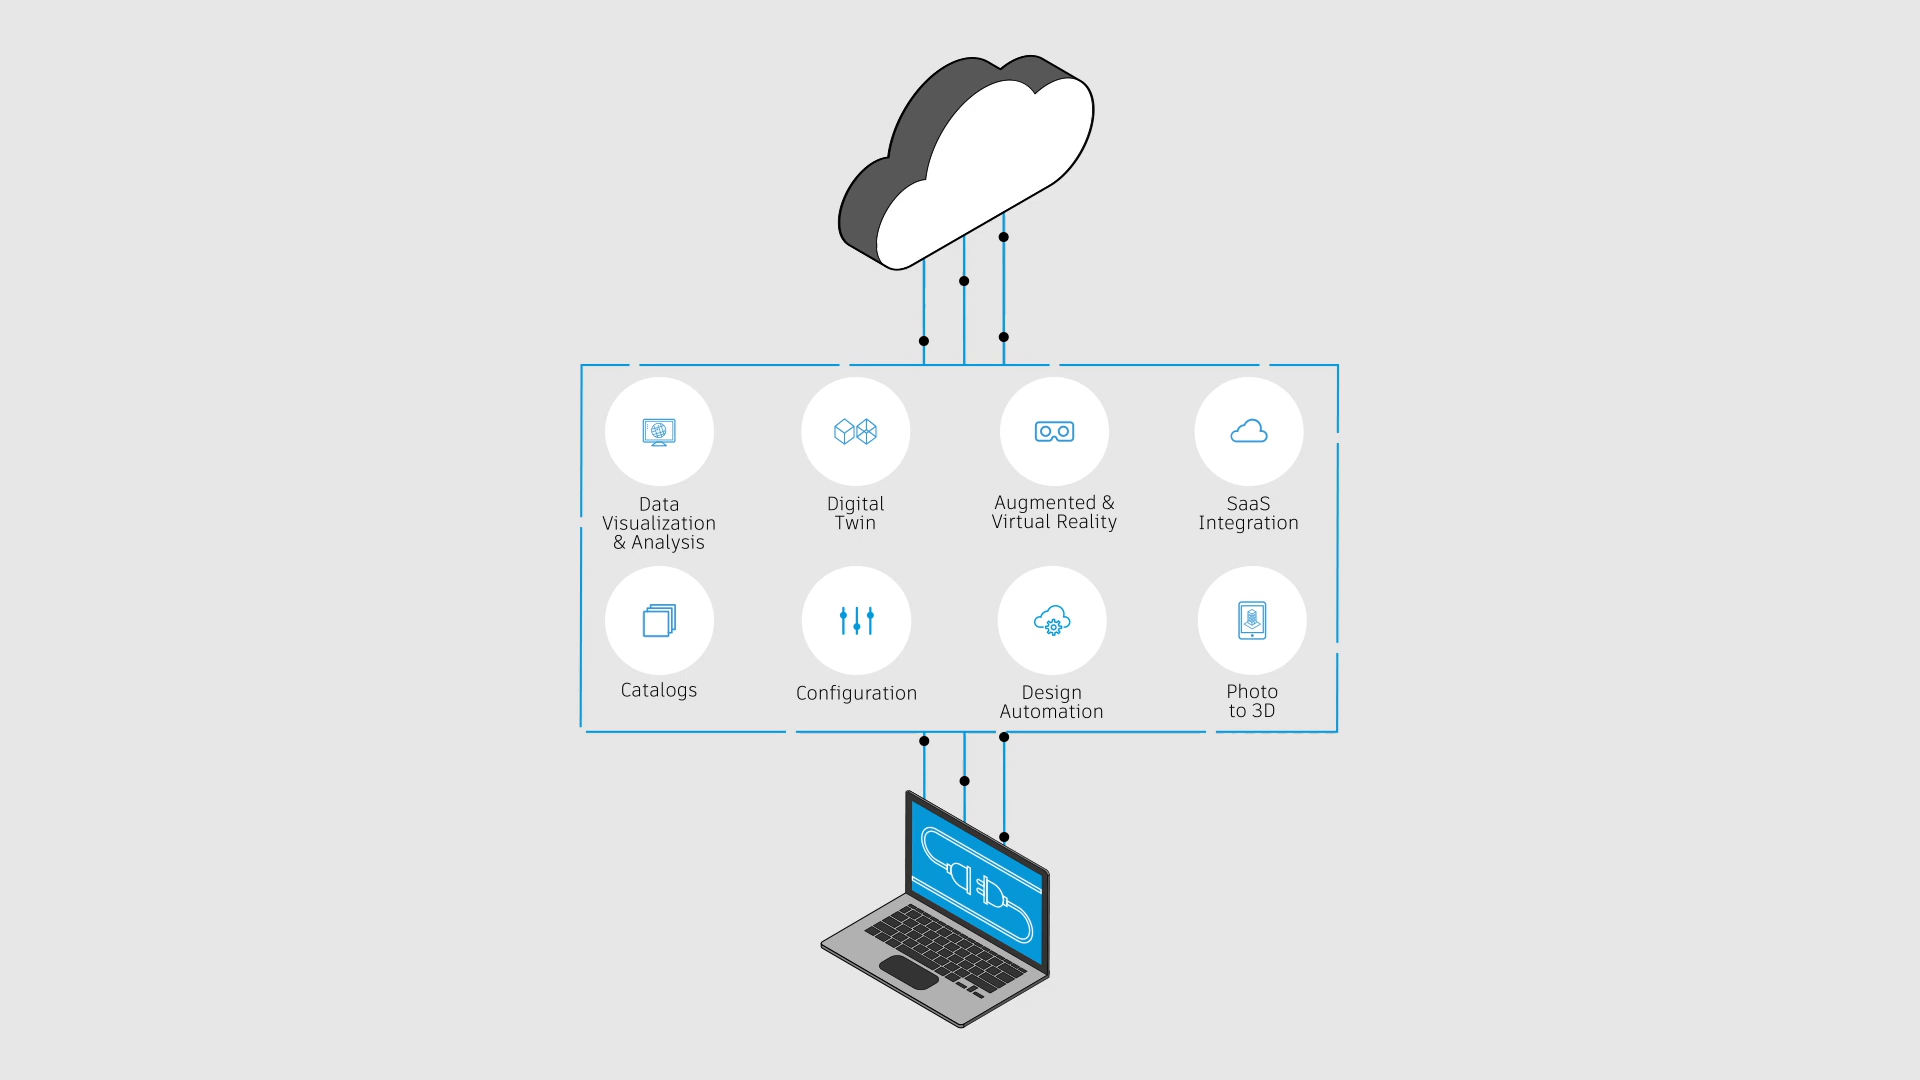 Data
Visualization
& Analysis
Digital
Twin
Augmented &
Virtual Reality
SaaS
Integration
Catalogs
Configuration
Design
Automation
Photo
to 3D